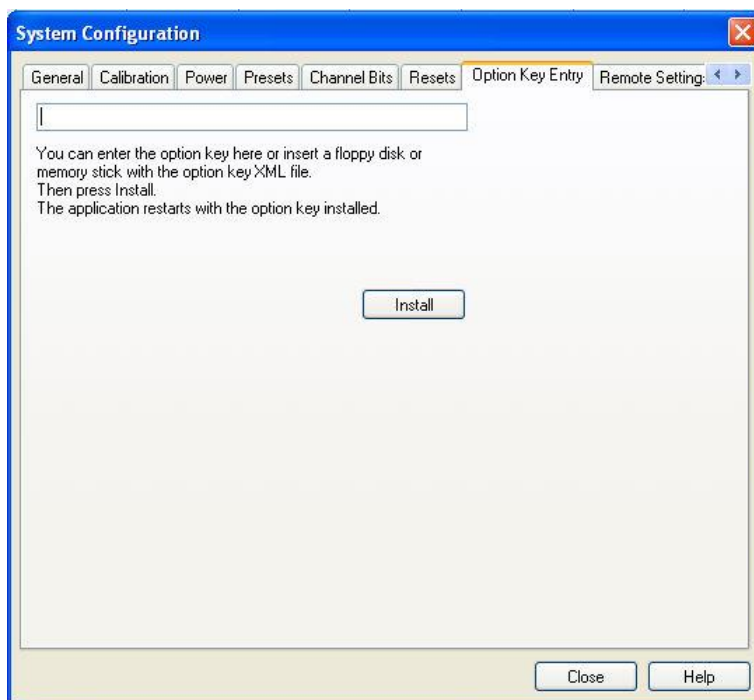 System Configuration
General Calibration Power Presets Channel Bits Resets Option Key Entry Remote Setting
You can enter the option key here or insert a floppy disk or
memory stick with the option key XML file.
Then press Install.
The application restarts with the option key installed.
Install
Close Help